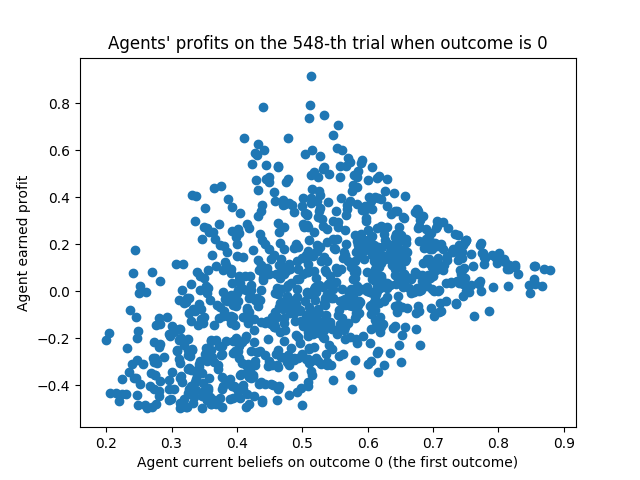 Agents' profits on the 548-th trial when outcome is 0
Agent earned profit
0.8
0.6
0.4
0.2
0.0
−0.2
−0.4
0.2 0.3 0.4 0.5 0.6 0.7 0.8 0.9
Agent current beliefs on outcome 0 (the first outcome)